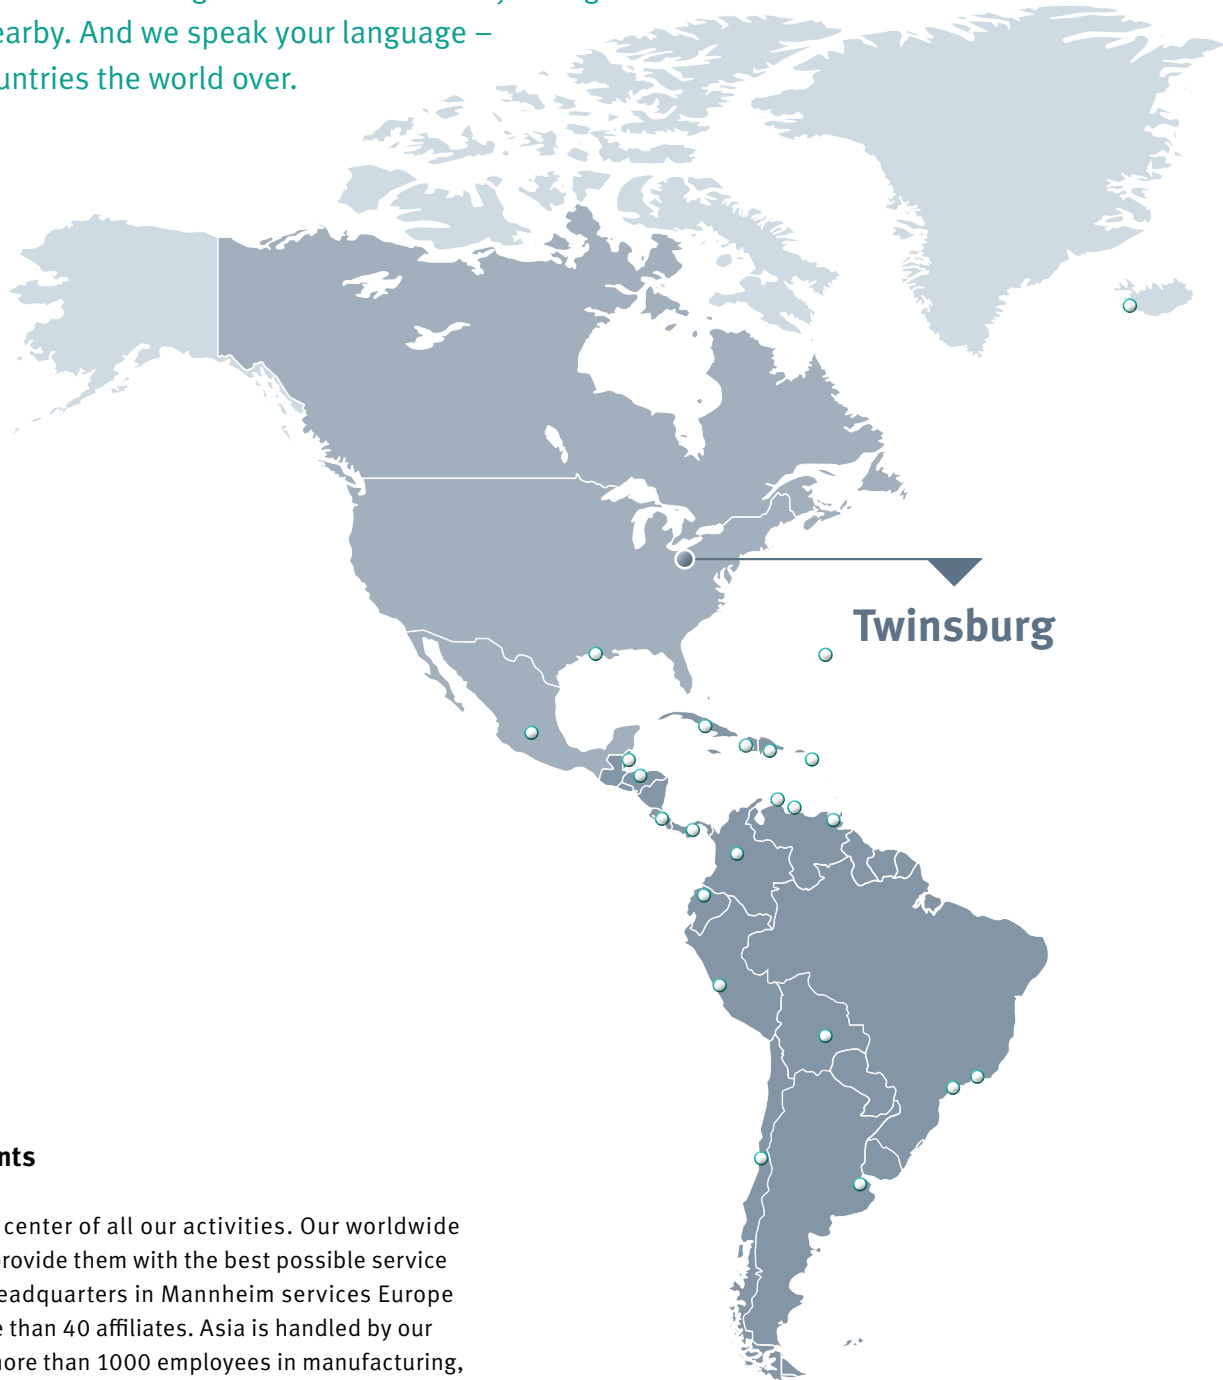 earby. And we speak your language –
untries the world over.
Twinsburg
nts
center of all our activities. Our worldwide
provide them with the best possible service
eadquarters in Mannheim services Europe
e than 40 affiliates. Asia is handled by our
more than 1000 employees in manufacturing,